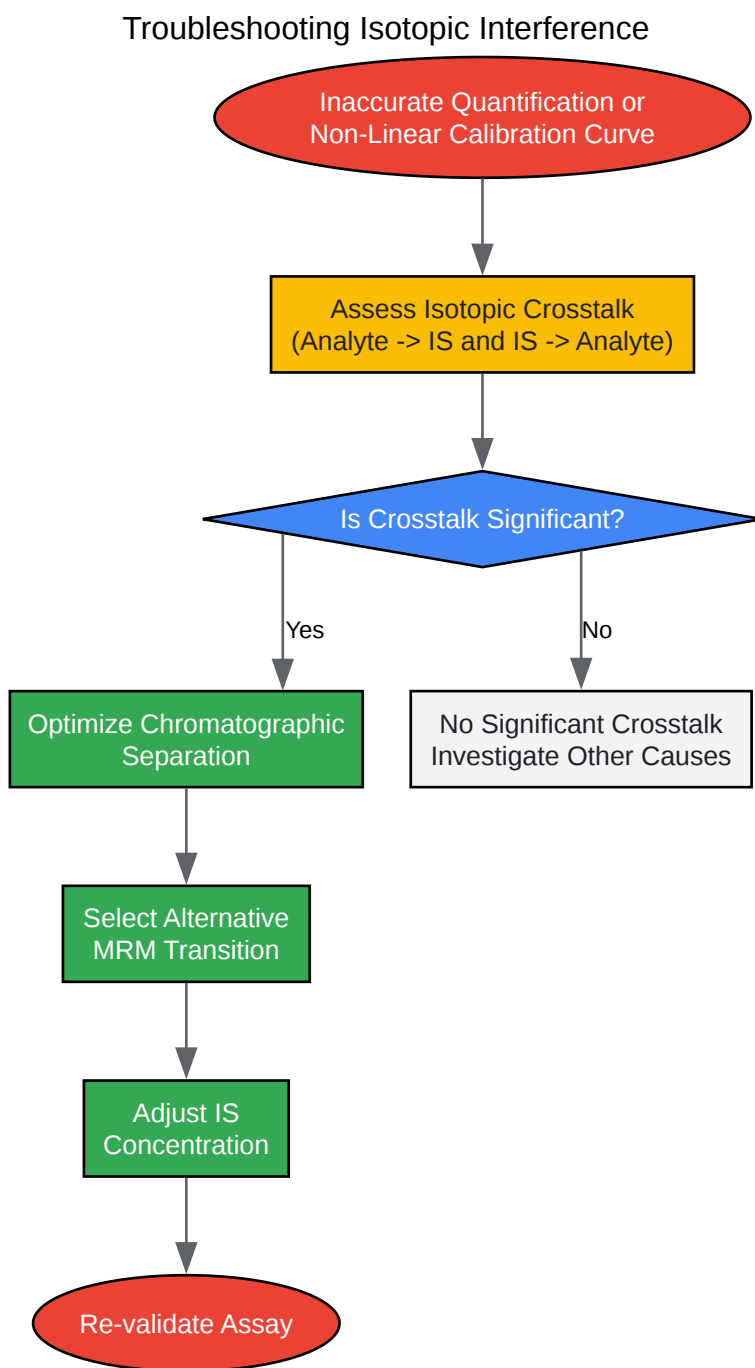 Troubleshooting Isotopic Interference
Inaccurate Quantification or
Non-Linear Calibration Curve
Assess Isotopic Crosstalk
(Analyte -> IS and IS -> Analyte)
Is Crosstalk Significant?
Yes
No
Optimize Chromatographic
Separation
No Significant Crosstalk
Investigate Other Causes
Select Alternative
MRM Transition
Adjust IS
Concentration
Re-validate Assay